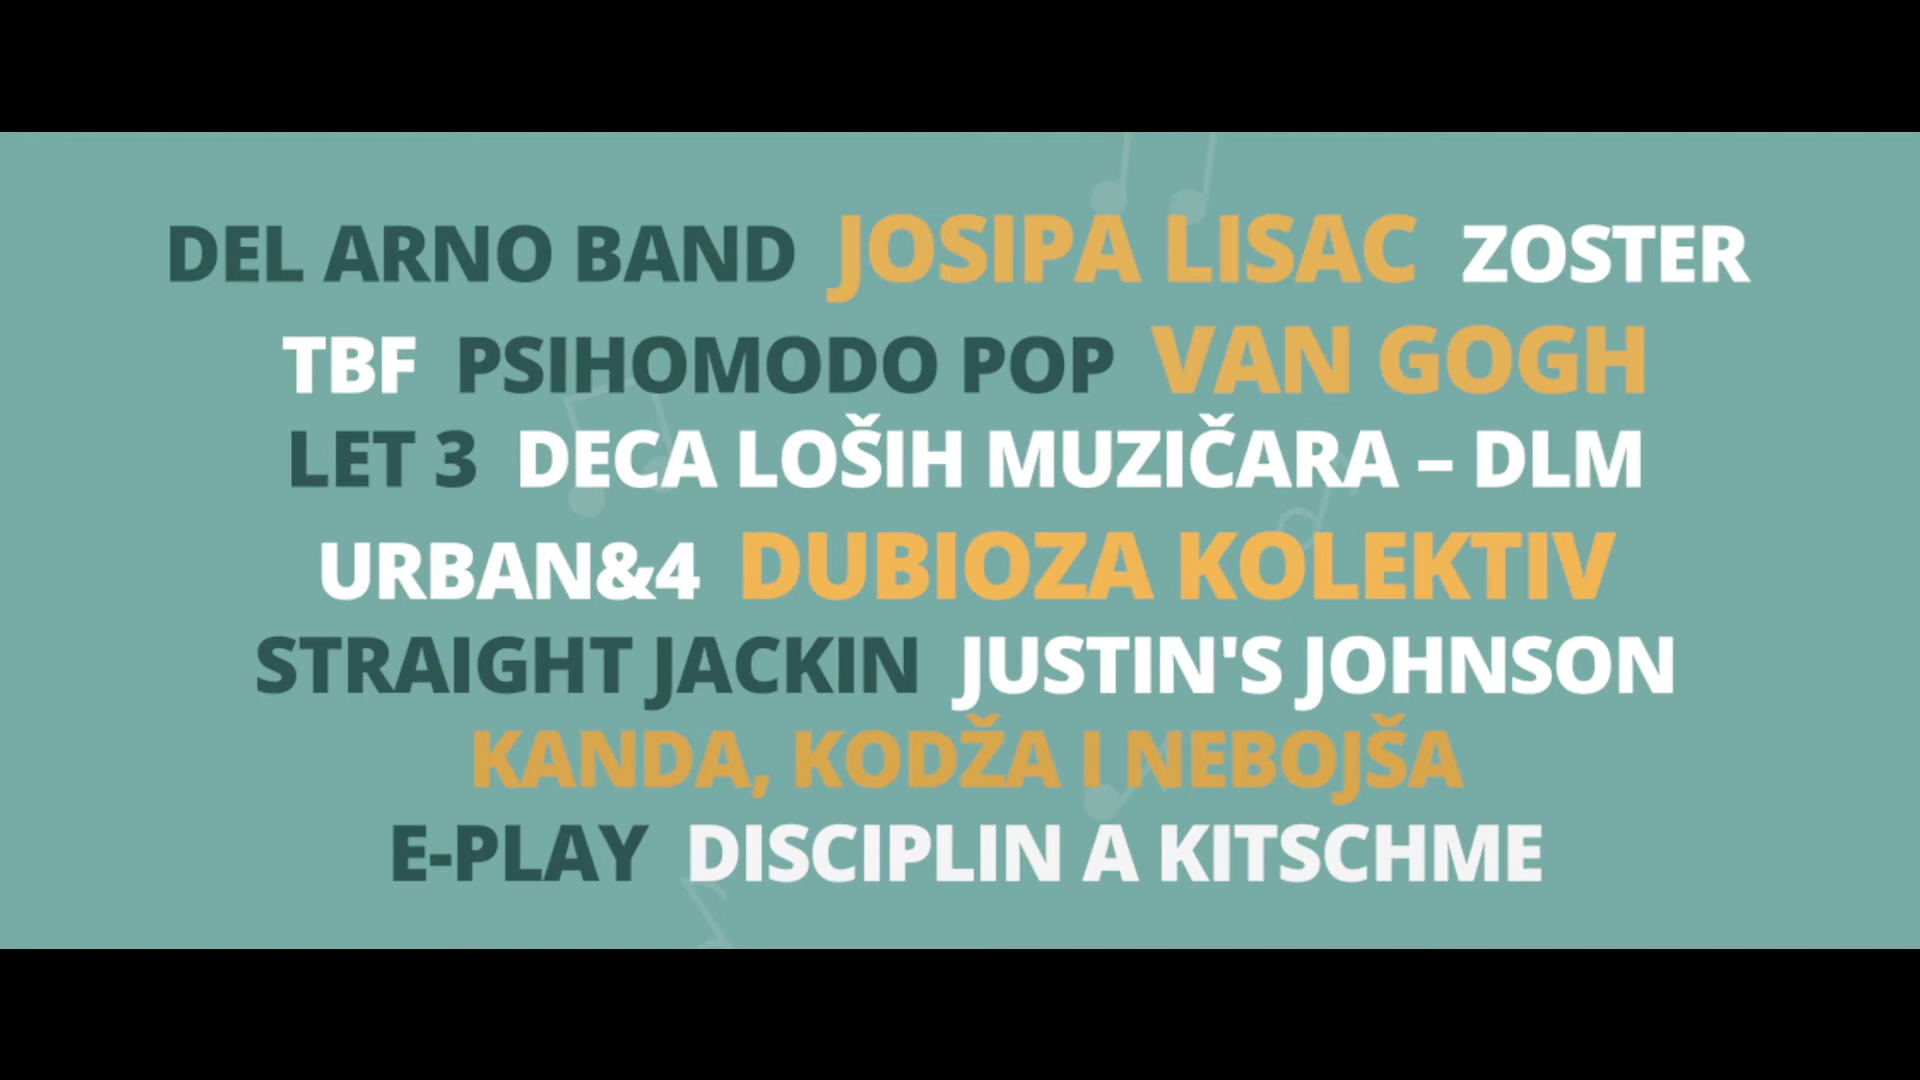 DEL ARNO BAND JOSIPA LISAC ZOSTER
TBF PSIHOMODO POP VAN GOGH
LET 3 DECA LOŠIH MUZIČARA – DLM
URBAN&4 DUBIOZA KOLEKTIV
STRAIGHT JACKIN JUSTIN'S JOHNSON
KANDA, KODŽA I NEBOJŠA
E-PLAY DISCIPLIN A KITSCHME